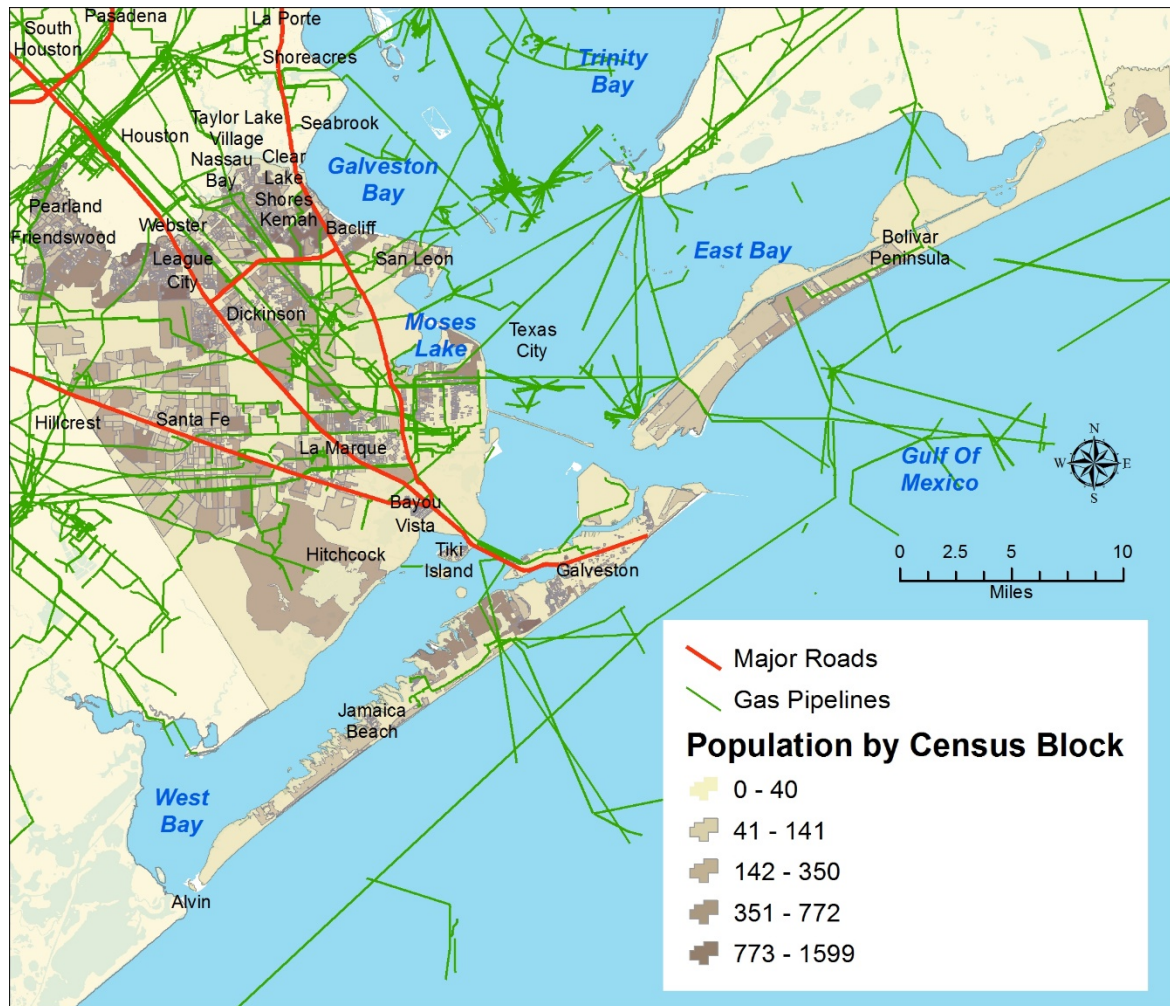 Pasadena
La Porte
South
Houston
Shoreacres
Trinity
Bay
Taylor Lake
Village
Seabrook
Houston
Nassau
Bay
Clear
Lake
Shores
Galveston
Bay
Pearland
Kemah
Webster
Bacliff
Friendswood
League
City
San Leon
East Bay
Bolivar
Peninsula
Dickinson
Moses
Lake
Texas
City
Hillcrest
Santa Fe
La Marque
Gulf Of
Mexico
N
W
E
S
Bayou
Vista
Hitchcock
Tiki
Island
Galveston
0
2.5
5
10
Miles
Jamaica
Beach
West
Bay
Alvin
Major Roads
Gas Pipelines
Population by Census Block
0 - 40
41 - 141
142 - 350
351 - 772
773 - 1599